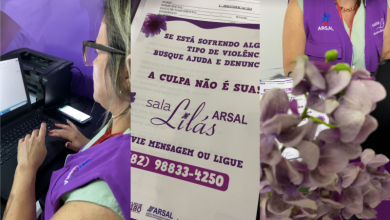 ARSAL
SE ESTÁ SOFRENDO ALG
TIPO DE VIOLÊNC
BUSQUE AJUDA E DENUNC
A CULPA NÃO É SUA
sala
Lilás ARSAL
VIE MENSAGEM OU LIGUE
82) 98833-4250
ARSAL
ARSAL